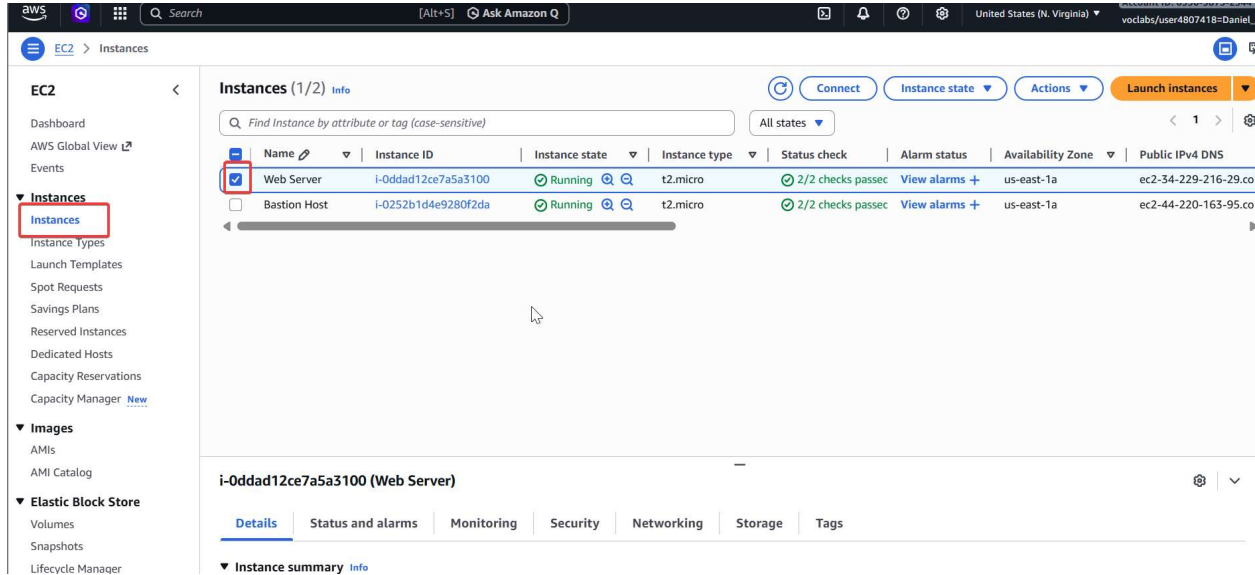 aws Search [Alt+S] Ask Amazon Q United States (N. Virginia) voclabs/user4807418=Daniel_
EC2 > Instances
EC2
Dashboard
AWS Global View
Events
Instances
Instances
Instance Types
Launch Templates
Spot Requests
Savings Plans
Reserved Instances
Dedicated Hosts
Capacity Reservations
Capacity Manager New
Images
AMIs
AMI Catalog
Elastic Block Store
Volumes
Snapshots
Lifecycle Manager
Instances (1/2) Info Connect Instance state Actions Launch instances
Find Instance by attribute or tag (case-sensitive) All states 1
Name Instance ID Instance state Instance type Status check Alarm status Availability Zone Public IPv4 DNS
Web Server i-0ddad12ce7a5a3100 Running t2.micro 2/2 checks passec View alarms + us-east-1a ec2-34-229-216-29.co
Bastion Host i-0252b1d4e9280f2da Running t2.micro 2/2 checks passec View alarms + us-east-1a ec2-44-220-163-95.co
i-0ddad12ce7a5a3100 (Web Server)
Details Status and alarms Monitoring Security Networking Storage Tags
Instance summary Info